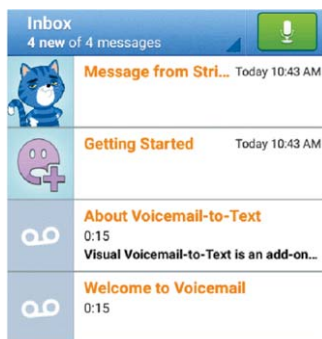 Inbox
4 new of 4 messages
Message from Stri... Today 10:43 AM
Getting Started Today 10:43 AM
About Voicemail-to-Text
0:15
Visual Voicemail-to-Text is an add-on...
Welcome to Voicemail
0:15